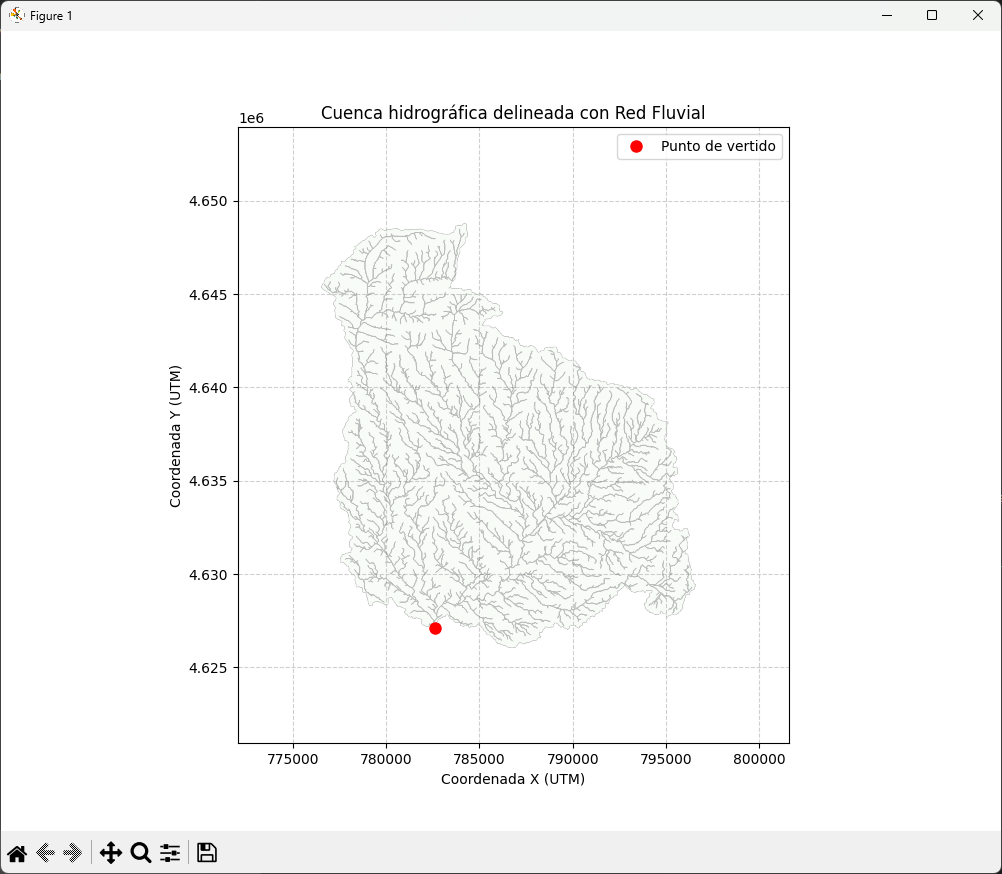 Figure 1
Cuenca hidrográfica delineada con Red Fluvial
1e6
Punto de vertido
4.650
4.645
4.640
4.635
4.630
4.625
Coordenada Y (UTM)
775000 780000 785000 790000 795000 800000
Coordenada X (UTM)